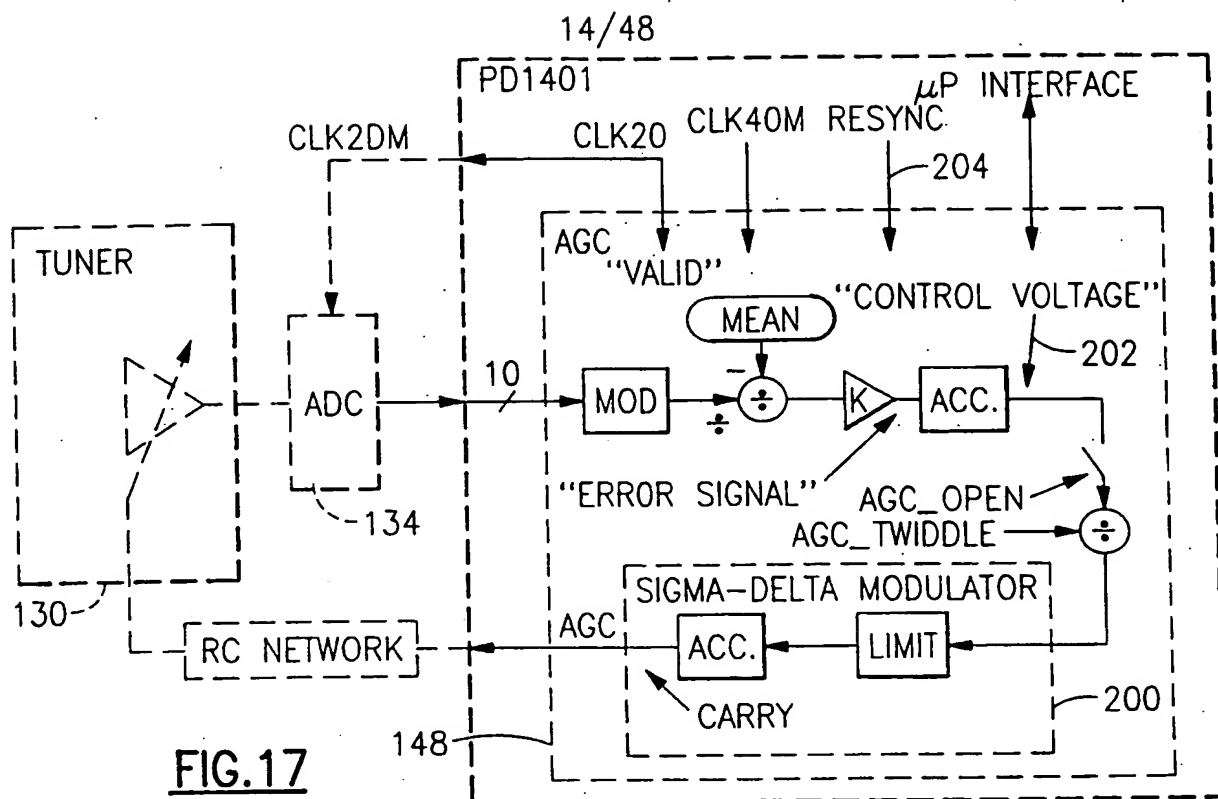 14/48
PD1401
µP INTERFACE
CLK40M RESYNC
CLK2DM
CLK20
204
AGC
"VALID"
TUNER
"CONTROL VOLTAGE"
MEAN
202
−
10
ADC
MOD
÷
÷
K
ACC.
"ERROR SIGNAL"
AGC_OPEN
134
AGC_TWIDDLE
÷
SIGMA-DELTA MODULATOR
130
AGC
RC NETWORK
ACC.
LIMIT
CARRY
200
148
FIG.17